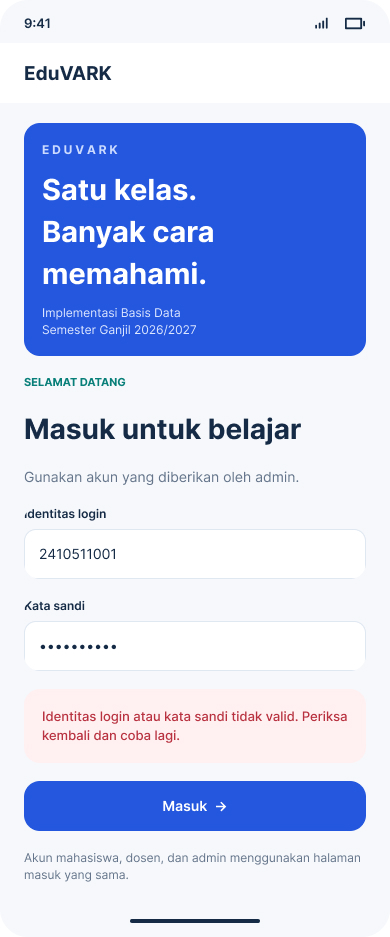 9:41
EduVARK
EDUVARK
Satu kelas.
Banyak cara
memahami.
Implementasi Basis Data
Semester Ganjil 2026/2027
SELAMAT DATANG
Masuk untuk belajar
Gunakan akun yang diberikan oleh admin.
Identitas login
2410511001
Kata sandi
••••••••••
Identitas login atau kata sandi tidak valid. Periksa
kembali dan coba lagi.
Masuk →
Akun mahasiswa, dosen, dan admin menggunakan halaman
masuk yang sama.